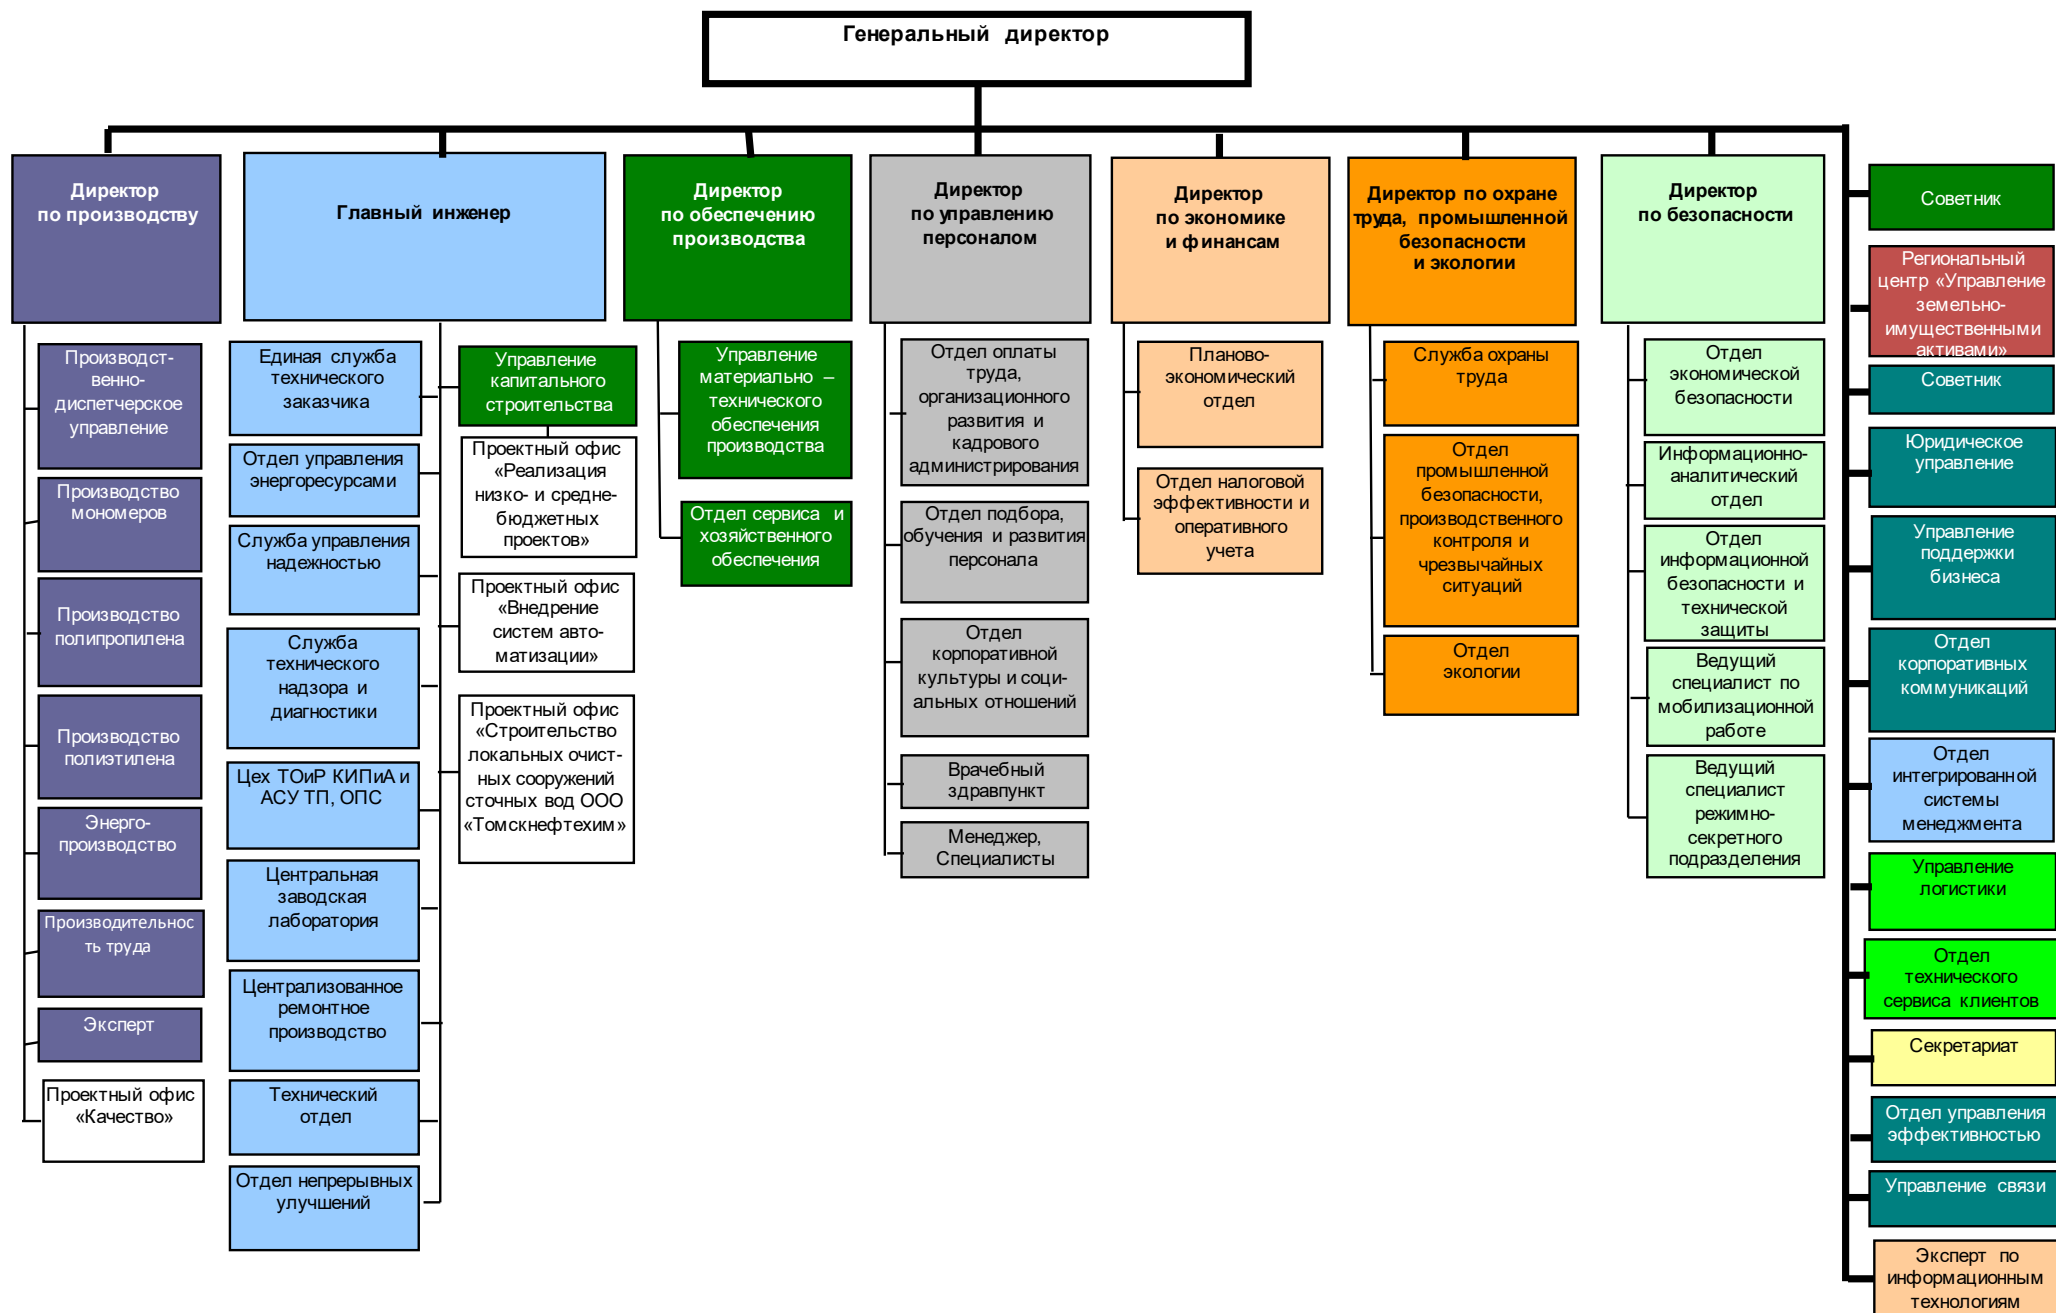 Генеральный директор
Директор
по производству
Производст-
венно-
диспетчерское
управление
Производство
мономеров
Производство
полипропилена
Производство
полиэтилена
Энерго-
производство
Производительнос
ть труда
Эксперт
Проектный офис
«Качество»
Главный инженер
Единая служба
технического
заказчика
Отдел управления
энергоресурсами
Служба управления
надежностью
Служба
технического
надзора и
диагностики
Цех ТОиР КИПиА и
АСУ ТП, ОПС
Центральная
заводская
лаборатория
Централизованное
ремонтное
производство
Технический
отдел
Отдел непрерывных
улучшений
Управление
капитального
строительства
Проектный офис
«Реализация
низко- и средне-
бюджетных
проектов»
Проектный офис
«Внедрение
систем авто-
матизации»
Проектный офис
«Строительство
локальных очист-
ных сооружений
сточных вод ООО
«Томскнефтехим»
Директор
по обеспечению
производства
Управление
материально –
технического
обеспечения
производства
Отдел сервиса и
хозяйственного
обеспечения
Директор
по управлению
персоналом
Отдел оплаты
труда,
организационного
развития и
кадрового
администрирования
Отдел подбора,
обучения и развития
персонала
Отдел
корпоративной
культуры и соци-
альных отношений
Врачебный
здравпункт
Менеджер,
Специалисты
Директор
по экономике
и финансам
Планово-
экономический
отдел
Отдел налоговой
эффективности и
оперативного
учета
Директор по охране
труда, промышленной
безопасности
и экологии
Служба охраны
труда
Отдел
промышленной
безопасности,
производственного
контроля и
чрезвычайных
ситуаций
Отдел
экологии
Директор
по безопасности
Отдел
экономической
безопасности
Информационно-
аналитический
отдел
Отдел
информационной
безопасности и
технической
защиты
Ведущий
специалист по
мобилизационной
работе
Ведущий
специалист
режимно-
секретного
подразделения
Советник
Региональный
центр «Управление
земельно-
имущественными
активами»
Советник
Юридическое
управление
Управление
поддержки
бизнеса
Отдел
корпоративных
коммуникаций
Отдел
интегрированной
системы
менеджмента
Управление
логистики
Отдел
технического
сервиса клиентов
Секретариат
Отдел управления
эффективностью
Управление связи
Эксперт по
информационным
технологиям